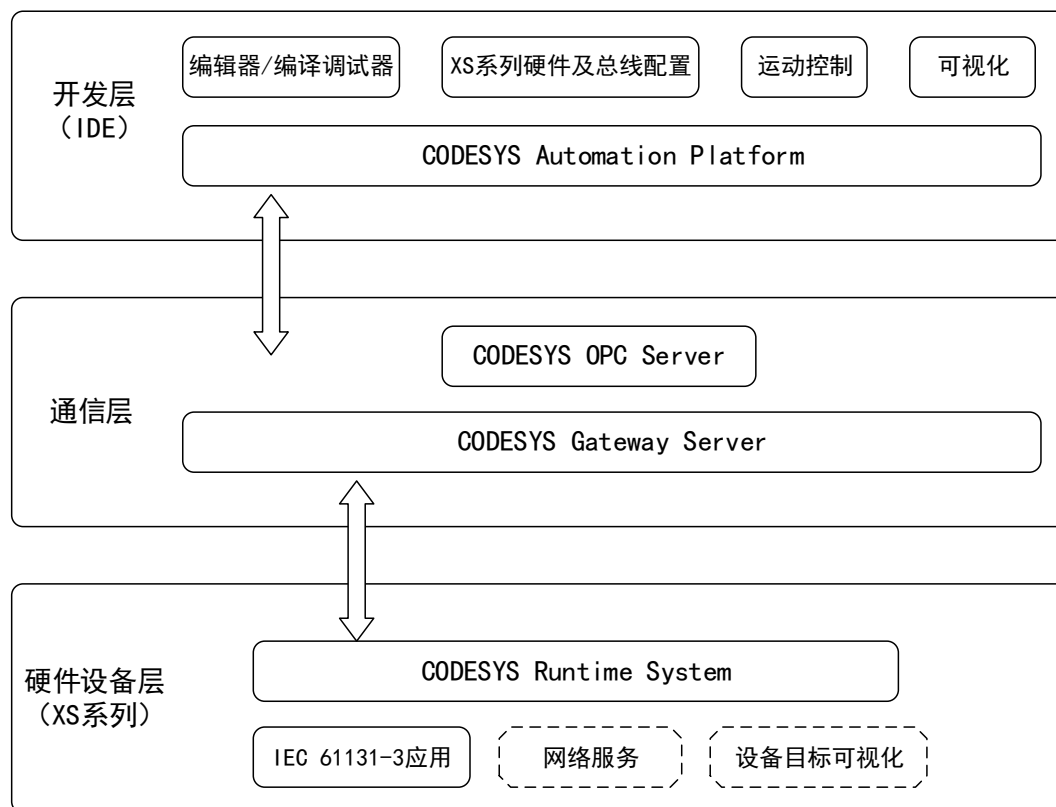 编辑器/编译调试器
XS系列硬件及总线配置
运动控制
可视化
开发层
（IDE）
CODESYS Automation Platform
CODESYS OPC Server
通信层
CODESYS Gateway Server
CODESYS Runtime System
硬件设备层
（XS系列）
IEC 61131-3应用
网络服务
设备目标可视化